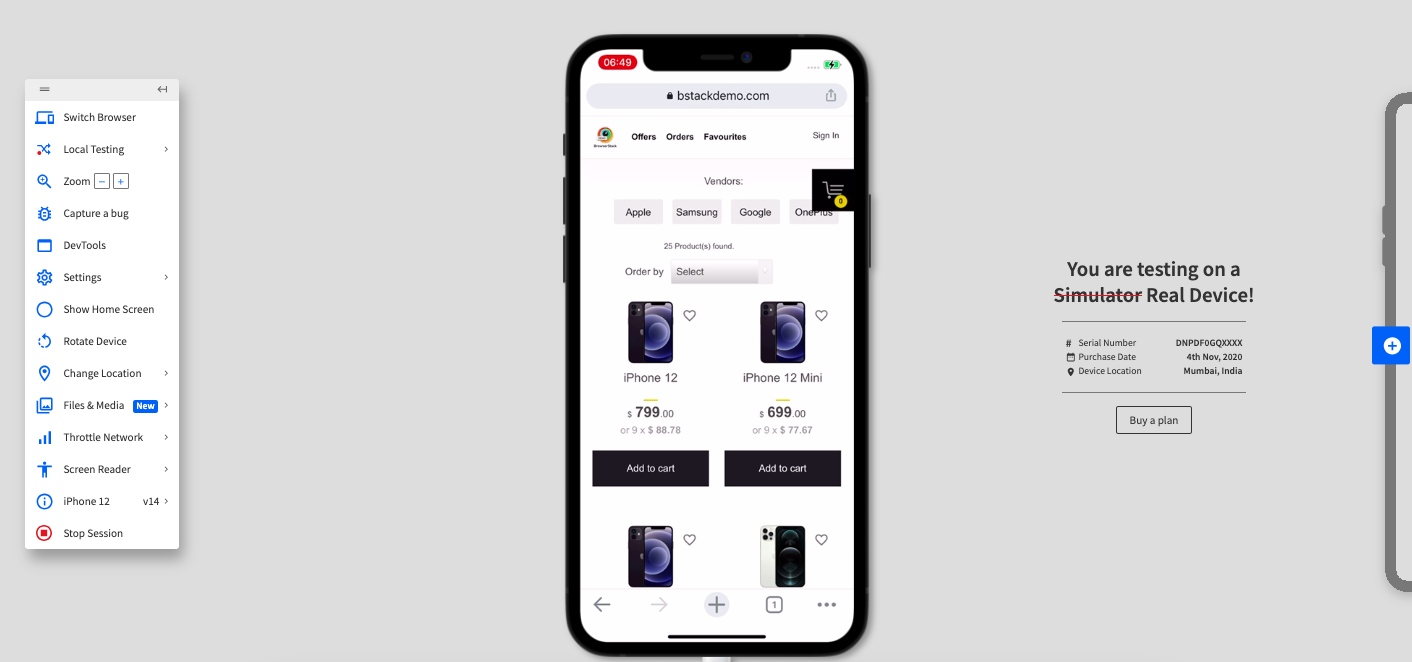 Switch Browser
Local Testing
Zoom
Capture a bug
DevTools
Settings
Show Home Screen
Rotate Device
Change Location
Files & Media New
Throttle Network
Screen Reader
iPhone 12 v14
Stop Session
06:49
bstackdemo.com
BrowserStack
Offers Orders Favourites Sign In
Vendors:
0
Apple Samsung Google OnePlus
25 Product(s) found.
Order by Select
iPhone 12 iPhone 12 Mini
$ 799.00 $ 699.00
or 9 x $ 88.78 or 9 x $ 77.67
Add to cart Add to cart
1
You are testing on a
Simulator Real Device!
# Serial Number DNPDF0GQXXXX
Purchase Date 4th Nov, 2020
Device Location Mumbai, India
Buy a plan